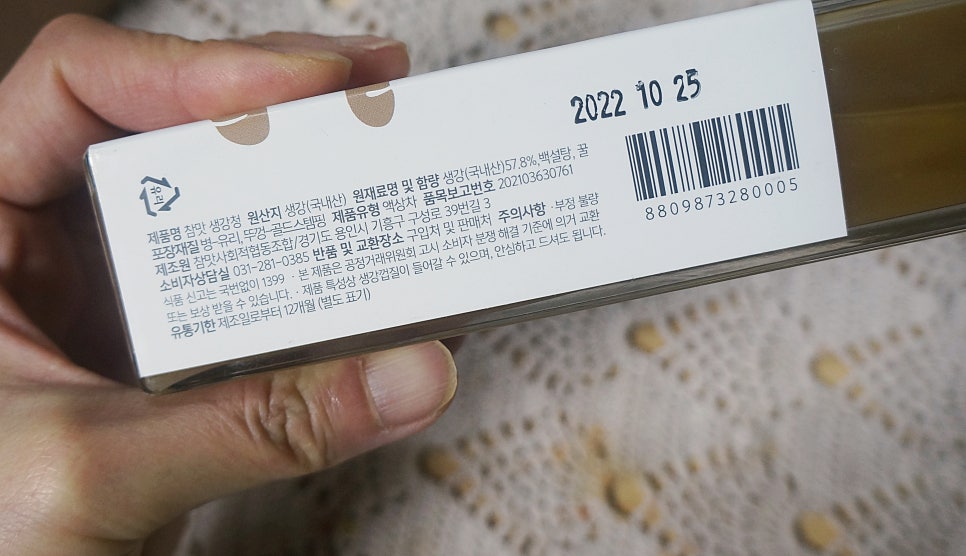 2022 10 25
8809873280005
유리
제품명 참맛 생강청 원산지 생강(국내산) 원재료명 및 함량 생강(국내산)57.8%,백설탕, 꿀
포장재질 병-유리,뚜껑-골드스템핑 제품유형 액상차 품목보고번호 202103630761
제조원 참맛사회적협동조합/경기도 용인시 기흥구 구성로 39번길 3
소비자상담실 031-281-0385 반품 및 교환장소 구입처 및 판매처 주의사항 ·부정 불량
식품 신고는 국번없이 1399 · 본 제품은 공정거래위원회 고시 소비자 분쟁 해결 기준에 의거 교환
또는 보상 받을 수 있습니다. · 제품 특성상 생강껍질이 들어갈 수 있으며, 안심하고 드셔도 됩니다.
유통기한 제조일로부터 12개월 (별도 표기)